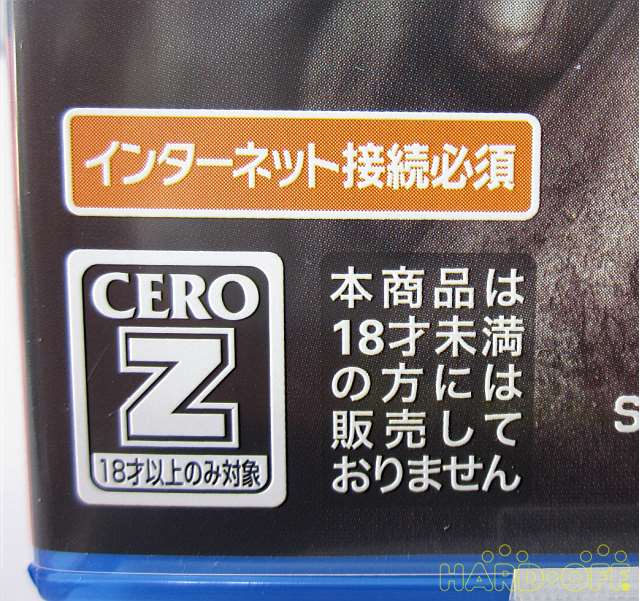 インターネット接続必須
CERO
Z
18才以上のみ対象
本商品は
18才未満
の方には
販売して
おりません
S
HARD・OFF